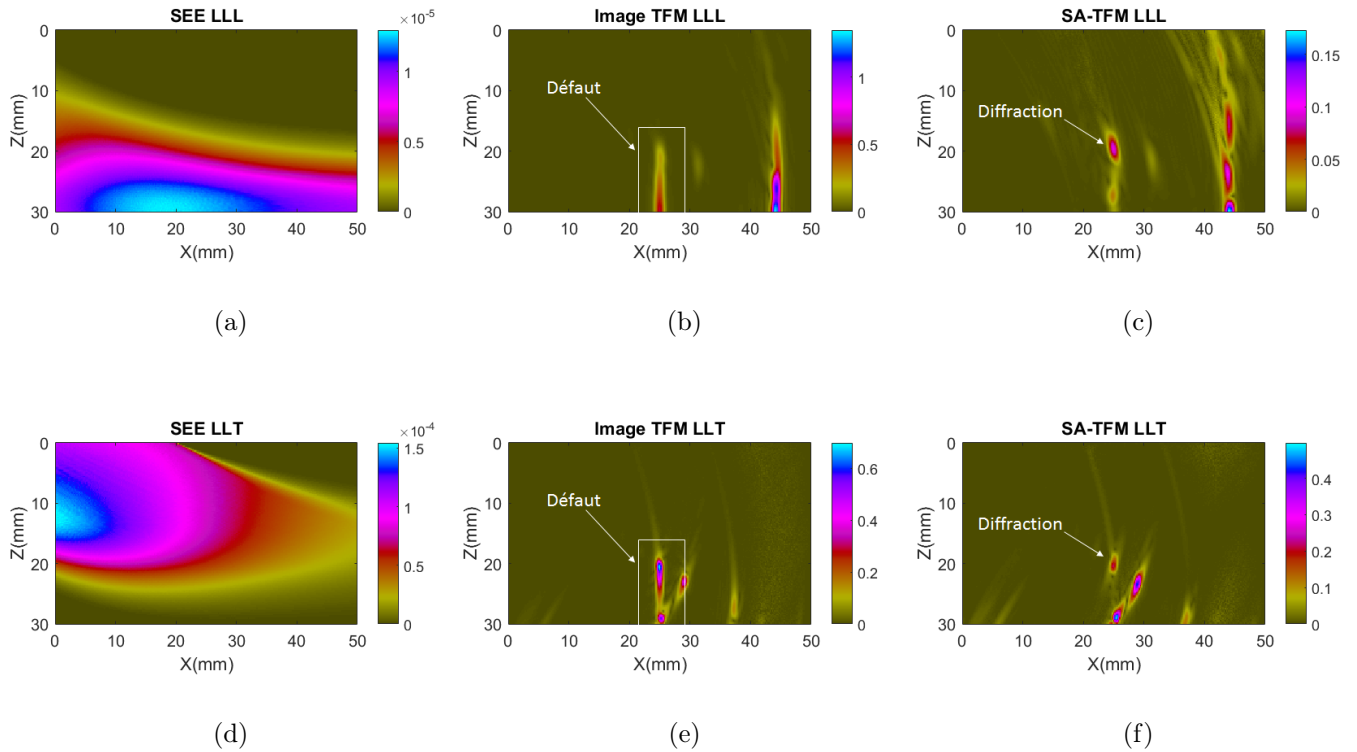 SEE LLL
×10^-5
0
10
20
30
Z(mm)
0 10 20 30 40 50
X(mm)
1
0.5
0
(a)
Image TFM LLL
Défaut
0
10
20
30
Z(mm)
0 10 20 30 40 50
X(mm)
1
0.5
0
(b)
SA-TFM LLL
Diffraction
0
10
20
30
Z(mm)
0 10 20 30 40 50
X(mm)
0.15
0.1
0.05
0
(c)
SEE LLT
×10^-4
0
10
20
30
Z(mm)
0 10 20 30 40 50
X(mm)
1.5
1
0.5
0
(d)
Image TFM LLT
Défaut
0
10
20
30
Z(mm)
0 10 20 30 40 50
X(mm)
0.6
0.4
0.2
0
(e)
SA-TFM LLT
Diffraction
0
10
20
30
Z(mm)
0 10 20 30 40 50
X(mm)
0.4
0.3
0.2
0.1
0
(f)